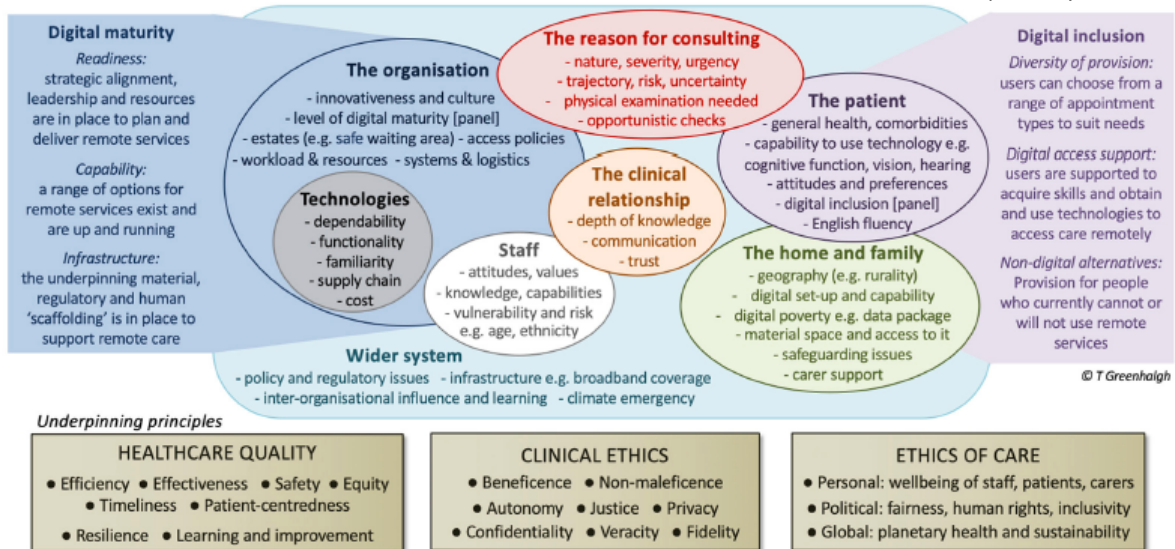 Digital maturity
Readiness:
strategic alignment,
leadership and resources
are in place to plan and
deliver remote services
Capability:
a range of options for
remote services exist and
are up and running
Infrastructure:
the underpinning material,
regulatory and human
‘scaffolding’ is in place to
support remote care
The organisation
- innovativeness and culture
- level of digital maturity [panel]
- estates (e.g. safe waiting area) - access policies
- workload & resources - systems & logistics
Technologies
- dependability
- functionality
- familiarity
- supply chain
- cost
Staff
- attitudes, values
- knowledge, capabilities
- vulnerability and risk
e.g. age, ethnicity
The reason for consulting
- nature, severity, urgency
- trajectory, risk, uncertainty
- physical examination needed
- opportunistic checks
The clinical
relationship
- depth of knowledge
- communication
- trust
The patient
- general health, comorbidities
- capability to use technology e.g.
cognitive function, vision, hearing
- attitudes and preferences
- digital inclusion [panel]
- English fluency
The home and family
- geography (e.g. rurality)
- digital set-up and capability
- digital poverty e.g. data package
- material space and access to it
- safeguarding issues
- carer support
Wider system
- policy and regulatory issues - infrastructure e.g. broadband coverage
- inter-organisational influence and learning - climate emergency
Digital inclusion
Diversity of provision:
users can choose from a
range of appointment
types to suit needs
Digital access support:
users are supported to
acquire skills and obtain
and use technologies to
access care remotely
Non-digital alternatives:
Provision for people
who currently cannot or
will not use remote
services
© T Greenhalgh
Underpinning principles
HEALTHCARE QUALITY
• Efficiency • Effectiveness • Safety • Equity
• Timeliness • Patient-centredness
• Resilience • Learning and improvement
CLINICAL ETHICS
• Beneficence • Non-maleficence
• Autonomy • Justice • Privacy
• Confidentiality • Veracity • Fidelity
ETHICS OF CARE
• Personal: wellbeing of staff, patients, carers
• Political: fairness, human rights, inclusivity
• Global: planetary health and sustainability